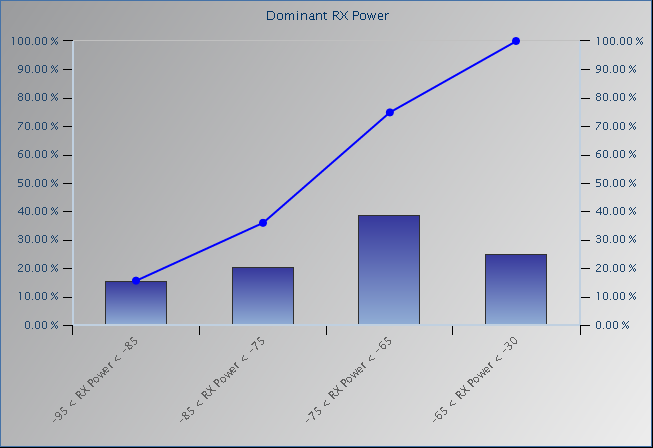 Dominant RX Power
100.00 % 100.00 %
90.00 % 90.00 %
80.00 % 80.00 %
70.00 % 70.00 %
60.00 % 60.00 %
50.00 % 50.00 %
40.00 % 40.00 %
30.00 % 30.00 %
20.00 % 20.00 %
10.00 % 10.00 %
0.00 % 0.00 %
-95 < RX Power < -85
-85 < RX Power < -75
-75 < RX Power < -65
-65 < RX Power < -30